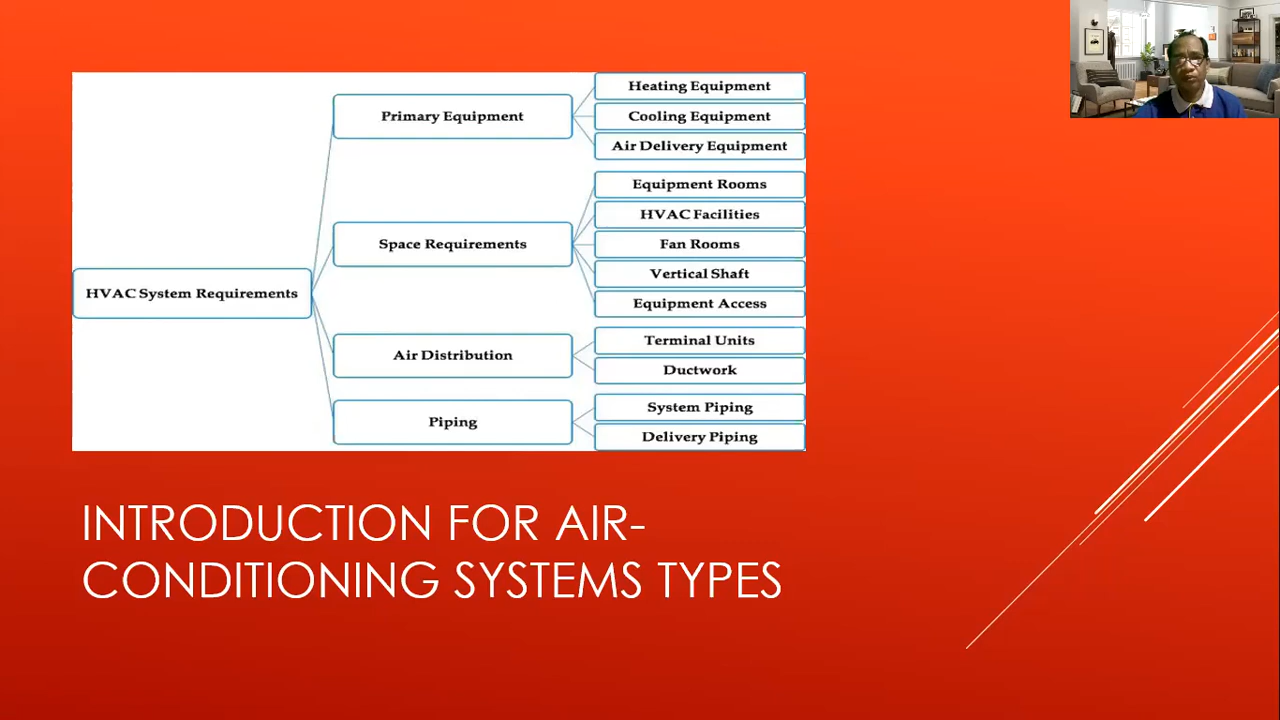 HVAC System Requirements
Primary Equipment
Heating Equipment
Cooling Equipment
Air Delivery Equipment
Space Requirements
Equipment Rooms
HVAC Facilities
Fan Rooms
Vertical Shaft
Equipment Access
Air Distribution
Terminal Units
Ductwork
Piping
System Piping
Delivery Piping
INTRODUCTION FOR AIR-
CONDITIONING SYSTEMS TYPES